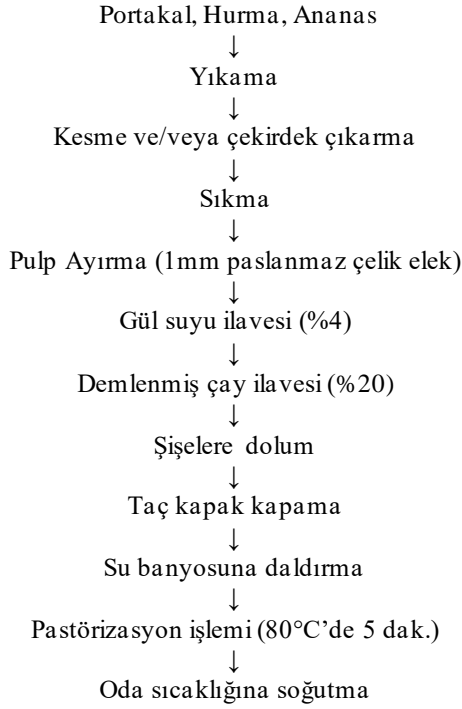 Portakal, Hurma, Ananas
↓
Yıkama
↓
Kesme ve/veya çekirdek çıkarma
↓
Sıkma
↓
Pulp Ayırma (1mm paslanmaz çelik elek)
↓
Gül suyu ilavesi (%4)
↓
Demlenmiş çay ilavesi (%20)
↓
Şişelere dolum
↓
Taç kapak kapama
↓
Su banyosuna daldırma
↓
Pastörizasyon işlemi (80°C’de 5 dak.)
↓
Oda sıcaklığına soğutma